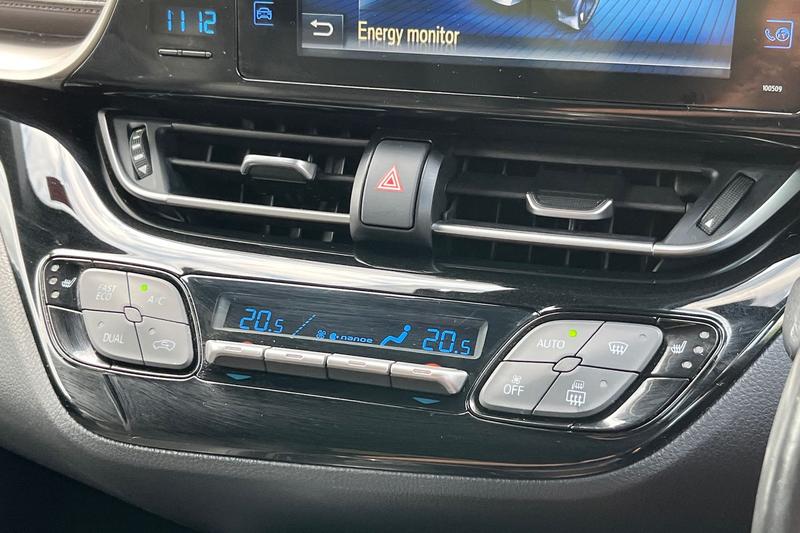 11:12
Energy monitor
100509
FAST
ECO
A/C
DUAL
20.5
nanoe
20.5
AUTO
OFF